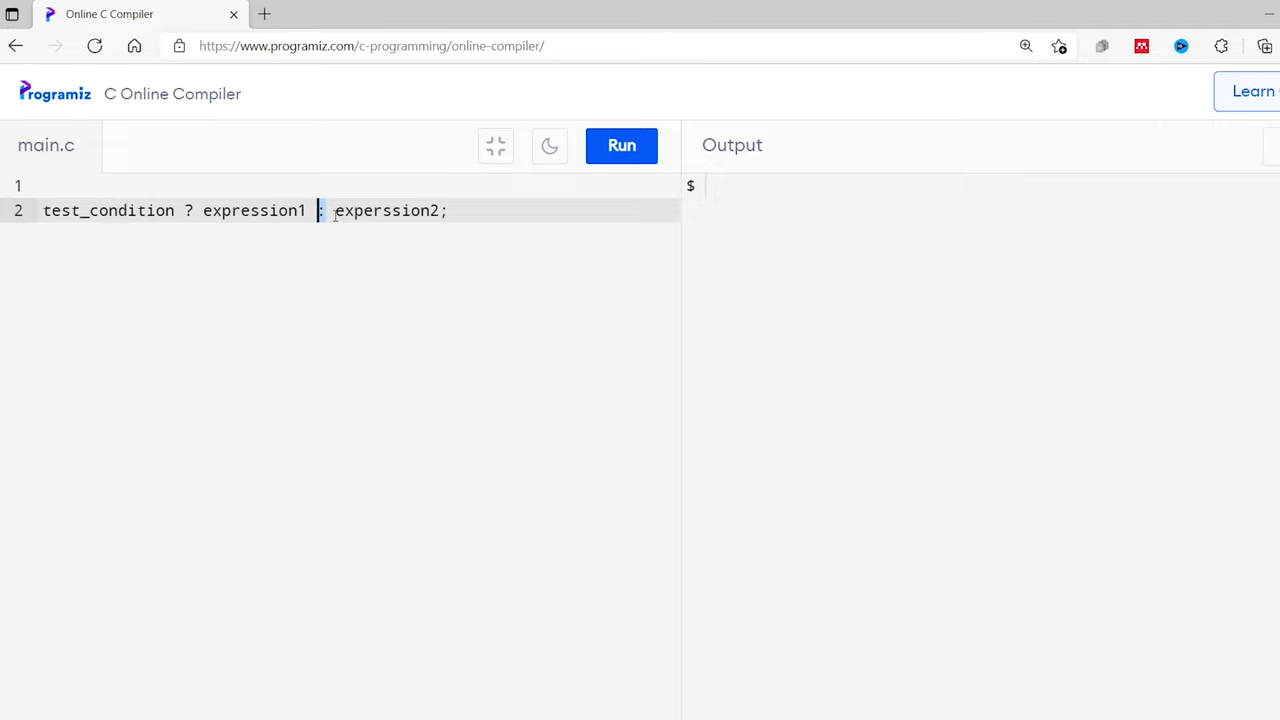 Online C Compiler
https://www.programiz.com/c-programming/online-compiler/
Programiz C Online Compiler
Learn
main.c
Run
Output
1
$
2 test_condition ? expression1 : experssion2;